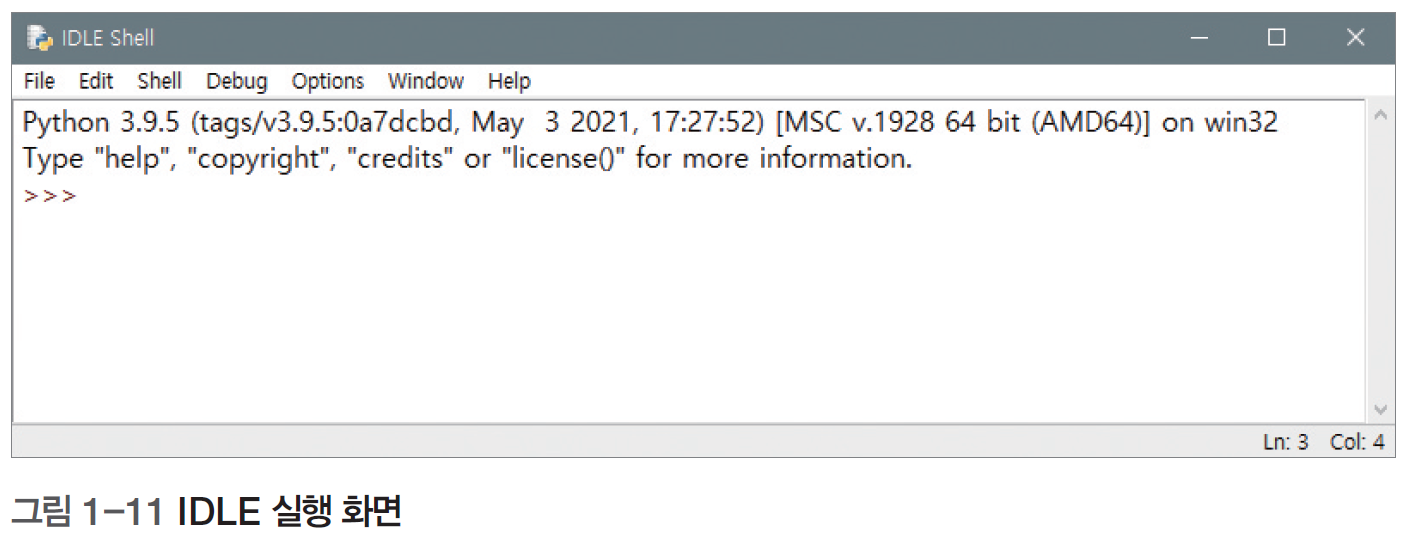 IDLE Shell
File Edit Shell Debug Options Window Help
Python 3.9.5 (tags/v3.9.5:0a7dcbd, May  3 2021, 17:27:52) [MSC v.1928 64 bit (AMD64)] on win32
Type "help", "copyright", "credits" or "license()" for more information.
>>>
Ln: 3 Col: 4
그림 1-11 IDLE 실행 화면